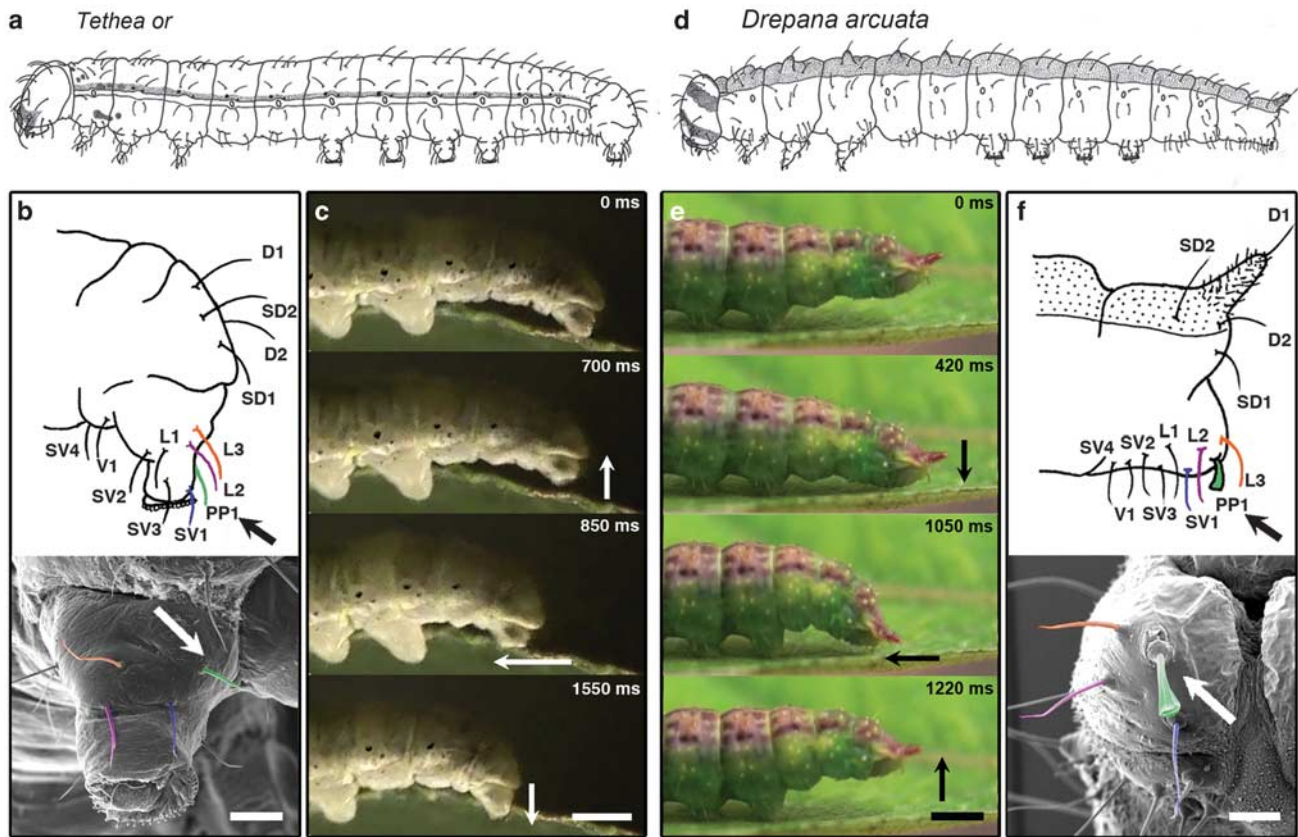 a Tethea or
d Drepana arcuata
b
D1
SD2
D2
SD1
SV4
V1
L1
L3
SV2
L2
PP1
SV3
SV1
c
0 ms
700 ms
850 ms
1550 ms
e
0 ms
420 ms
1050 ms
1220 ms
f
D1
SD2
D2
SD1
SV4
SV2
L1
L2
L3
V1
SV3
SV1
PP1